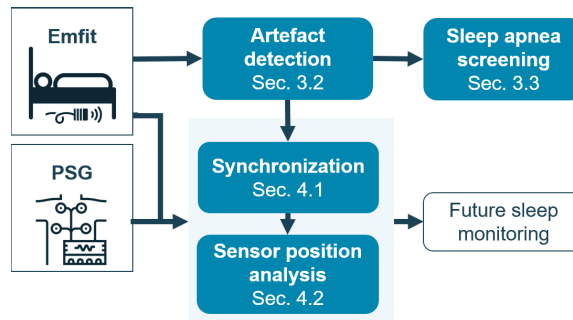 Emfit
Artefact
detection
Sec. 3.2
Sleep apnea
screening
Sec. 3.3
PSG
Synchronization
Sec. 4.1
Sensor position
analysis
Sec. 4.2
Future sleep
monitoring